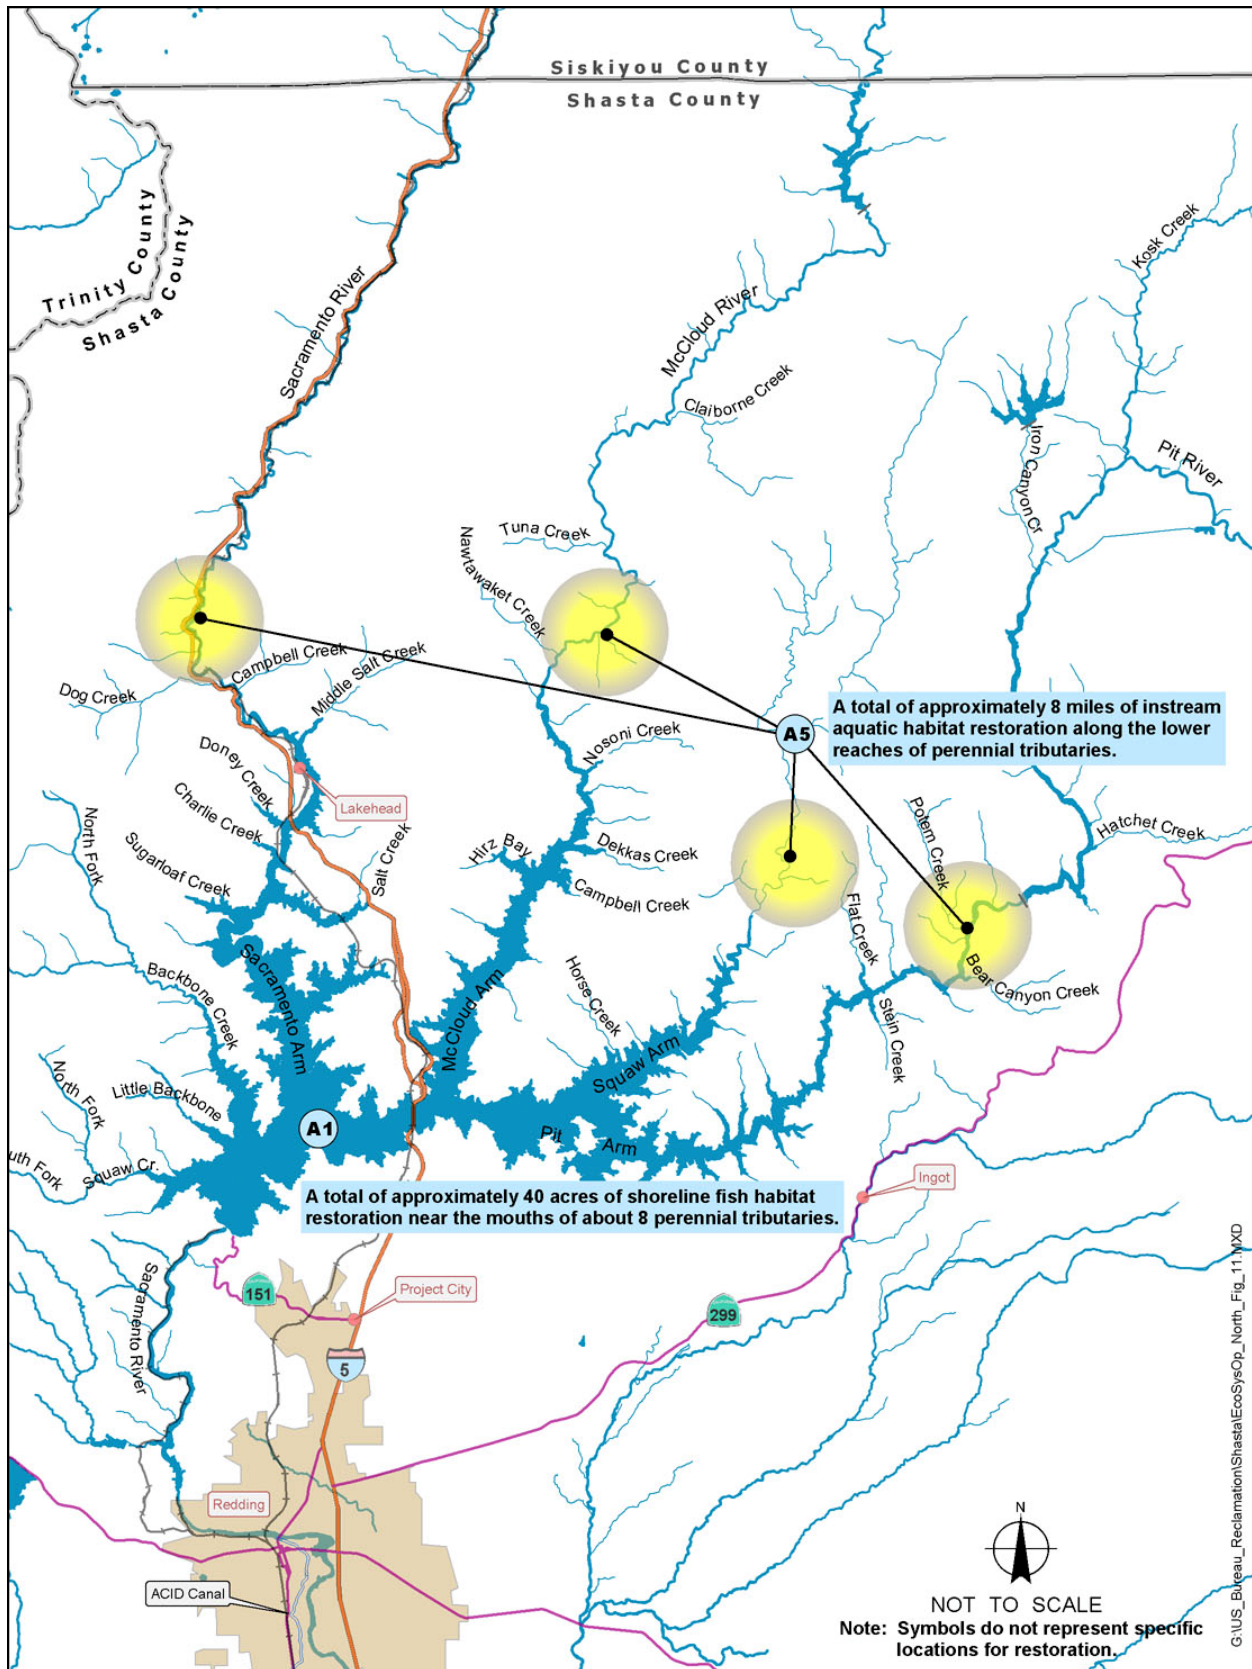 Siskiyou County
Shasta County
Trinity County
Shasta County
Sacramento River
McCloud River
Kosk Creek
Claiborne Creek
Iron Canyon Cr
Pit River
Tuna Creek
Nawtawaket Creek
Campbell Creek
Middle Salt Creek
Dog Creek
A5
A total of approximately 8 miles of instream
aquatic habitat restoration along the lower
reaches of perennial tributaries.
Nosoni Creek
Doney Creek
Lakehead
Charlie Creek
North Fork
Sugarloaf Creek
Salt Creek
Hirz Bay
Dekkas Creek
Campbell Creek
Potem Creek
Hatchet Creek
Flat Creek
Sacramento Arm
McCloud Arm
Horse Creek
Bear Canyon Creek
Backbone Creek
Stein Creek
Squaw Arm
North Fork
Little Backbone
A1
Pit Arm
uth Fork
Squaw Cr.
Ingot
A total of approximately 40 acres of shoreline fish habitat
restoration near the mouths of about 8 perennial tributaries.
Sacramento River
151
Project City
299
5
Redding
ACID Canal
N
NOT TO SCALE
Note: Symbols do not represent specific
locations for restoration.
G:\US_Bureau_Reclamation\Shasta\EcoSysOp_North_Fig_11.MXD